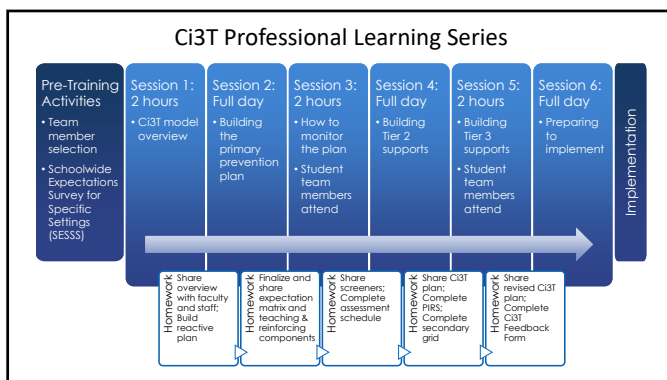 Ci3T Professional Learning Series
Pre-Training
Activities
• Team
member
selection
• Schoolwide
Expectations
Survey for
Specific
Settings
(SESSS)
Session 1:
2 hours
• Ci3T model
overview
Session 2:
Full day
• Building
the
primary
prevention
plan
Session 3:
2 hours
• How to
monitor
the plan
• Student
team
members
attend
Session 4:
Full day
• Building
Tier 2
supports
Session 5:
2 hours
• Building
Tier 3
supports
• Student
team
members
attend
Session 6:
Full day
• Preparing
to
implement
Implementation
Homework
Share
overview
with faculty
and staff;
Build
reactive
plan
Homework
Finalize and
share
expectation
matrix and
teaching &
reinforcing
components
Homework
Share
screeners;
Complete
assessment
schedule
Homework
Share Ci3T
plan;
Complete
PIRS;
Complete
secondary
grid
Homework
Share
revised Ci3T
plan;
Complete
Ci3T
Feedback
Form